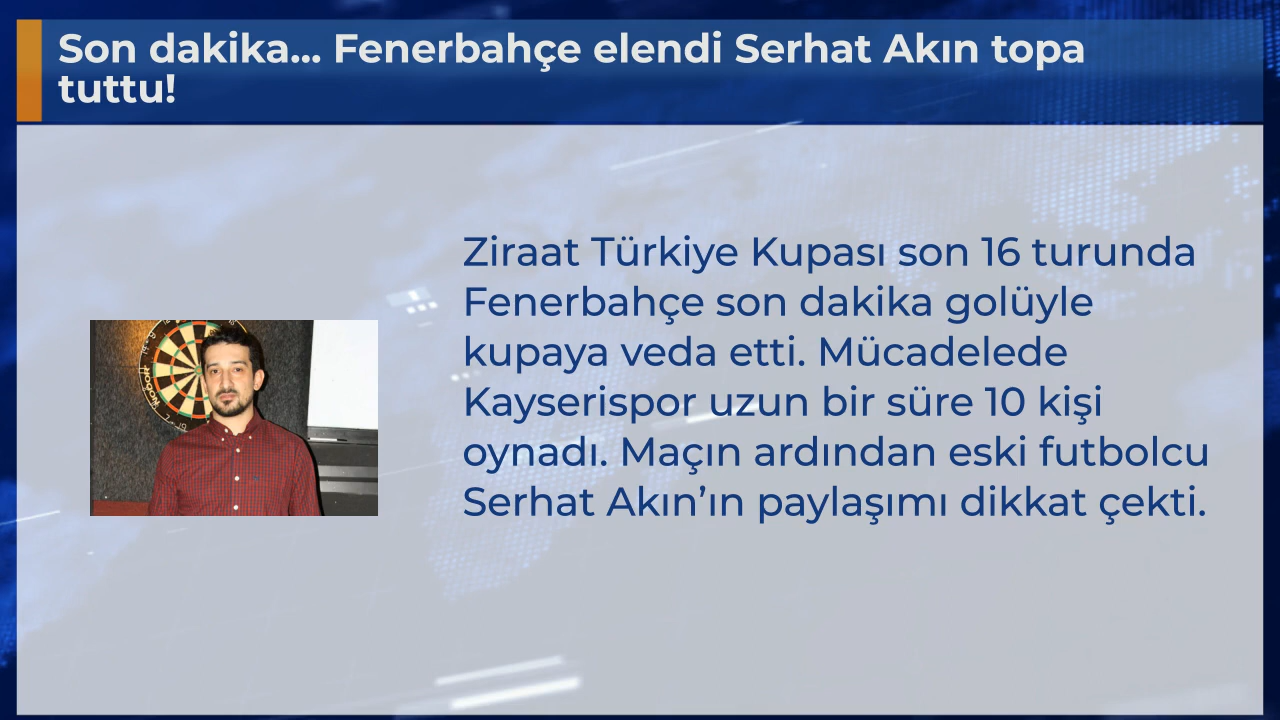 Son dakika... Fenerbahçe elendi Serhat Akın topa
tuttu!
Ziraat Türkiye Kupası son 16 turunda
Fenerbahçe son dakika golüyle
kupaya veda etti. Mücadelede
Kayserispor uzun bir süre 10 kişi
oynadı. Maçın ardından eski futbolcu
Serhat Akın’ın paylaşımı dikkat çekti.